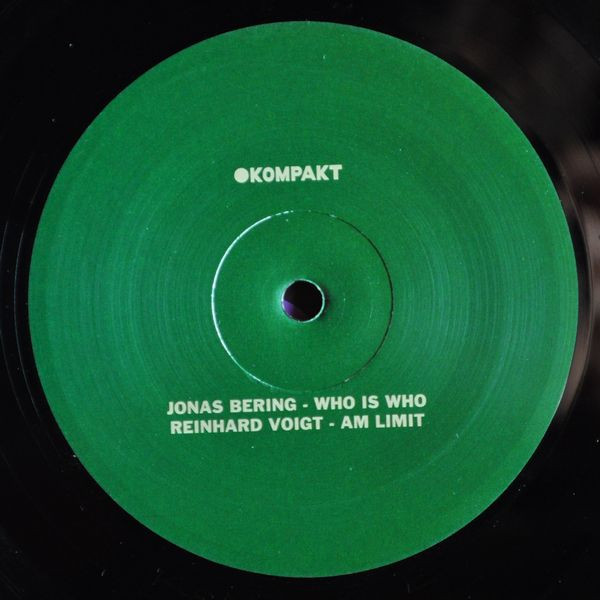 KOMPAKT
JONAS BERING - WHO IS WHO
REINHARD VOIGT - AM LIMIT